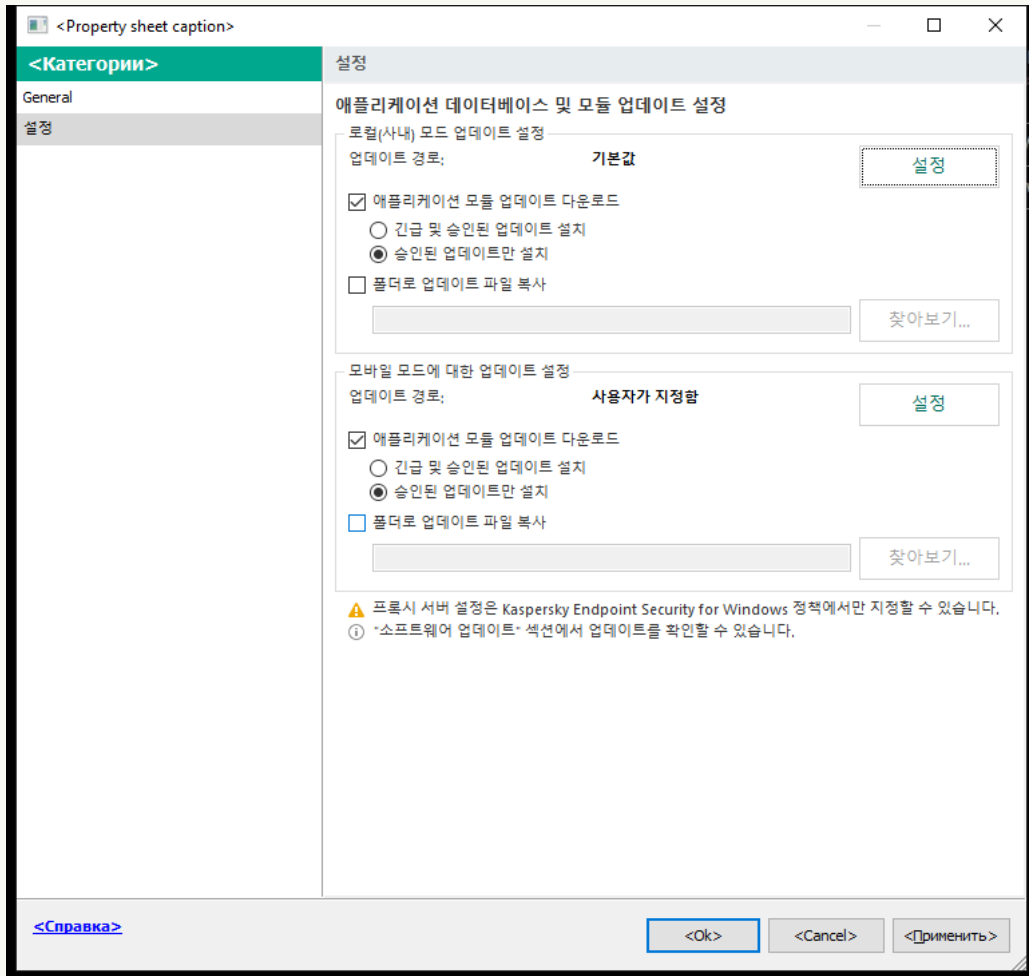 <Property sheet caption>
<Категории>
General
설정
설정
애플리케이션 데이터베이스 및 모듈 업데이트 설정
로컬(사내) 모드 업데이트 설정
업데이트 경로: 기본값 설정
애플리케이션 모듈 업데이트 다운로드
긴급 및 승인된 업데이트 설치
승인된 업데이트만 설치
폴더로 업데이트 파일 복사
찾아보기...
모바일 모드에 대한 업데이트 설정
업데이트 경로: 사용자가 지정함 설정
애플리케이션 모듈 업데이트 다운로드
긴급 및 승인된 업데이트 설치
승인된 업데이트만 설치
폴더로 업데이트 파일 복사
찾아보기...
프록시 서버 설정은 Kaspersky Endpoint Security for Windows 정책에서만 지정할 수 있습니다.
"소프트웨어 업데이트" 섹션에서 업데이트를 확인할 수 있습니다.
<Справка>
<Ok> <Cancel> <Применить>